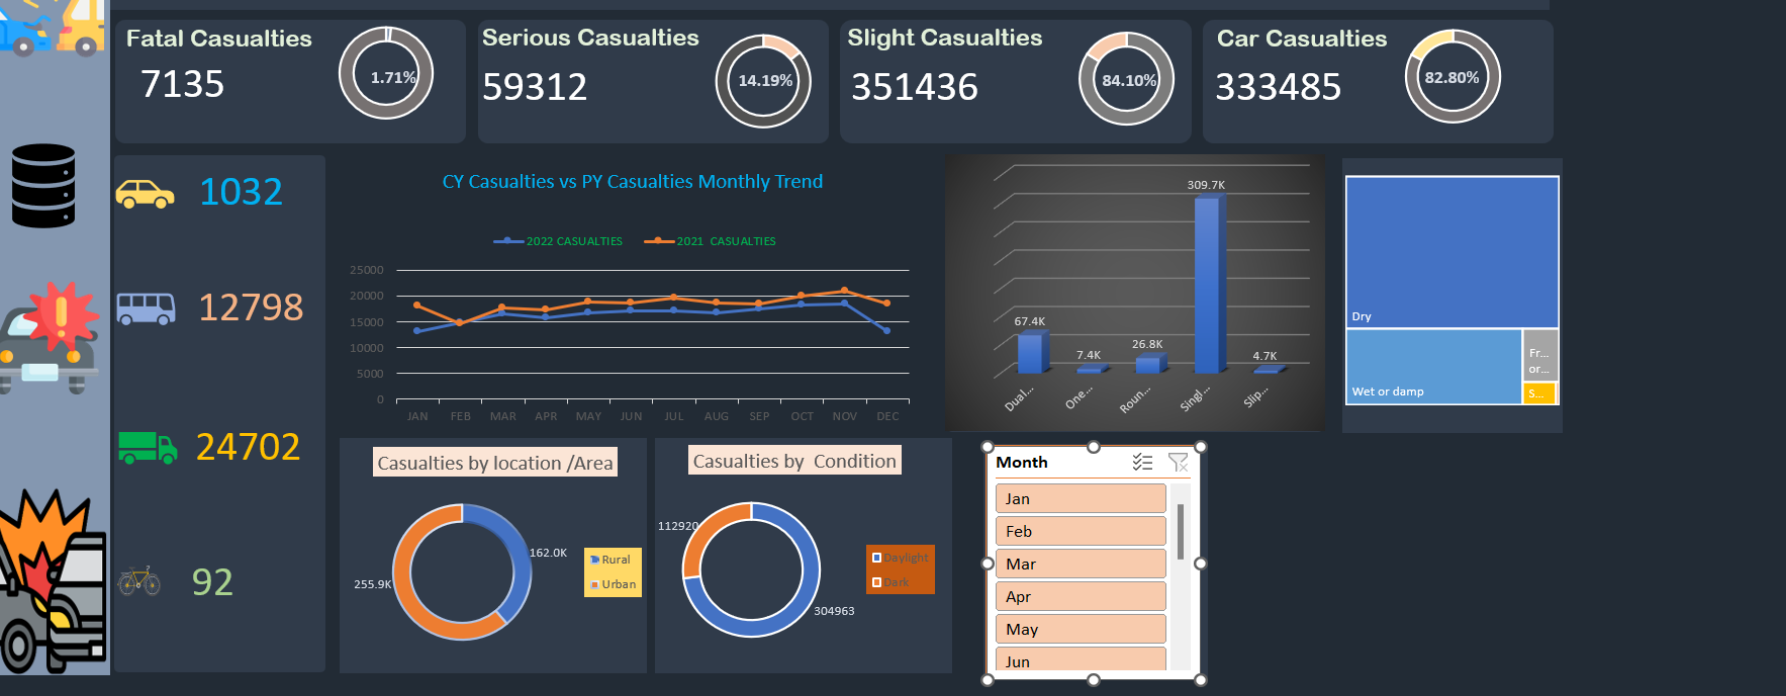 Fatal Casualties
7135
1.71%
Serious Casualties
59312
14.19%
Slight Casualties
351436
84.10%
Car Casualties
333485
82.80%
1032
12798
24702
92
CY Casualties vs PY Casualties Monthly Trend
2022 CASUALTIES
2021 CASUALTIES
25000
20000
15000
10000
5000
0
JAN FEB MAR APR MAY JUN JUL AUG SEP OCT NOV DEC
309.7K
67.4K
7.4K
26.8K
4.7K
Dual...
One...
Roun...
Singl...
Slip...
Dry
Wet or damp
Fr...
or...
S...
Casualties by location /Area
162.0K
255.9K
Rural
Urban
Casualties by Condition
112920
304963
Daylight
Dark
Month
Jan
Feb
Mar
Apr
May
Jun